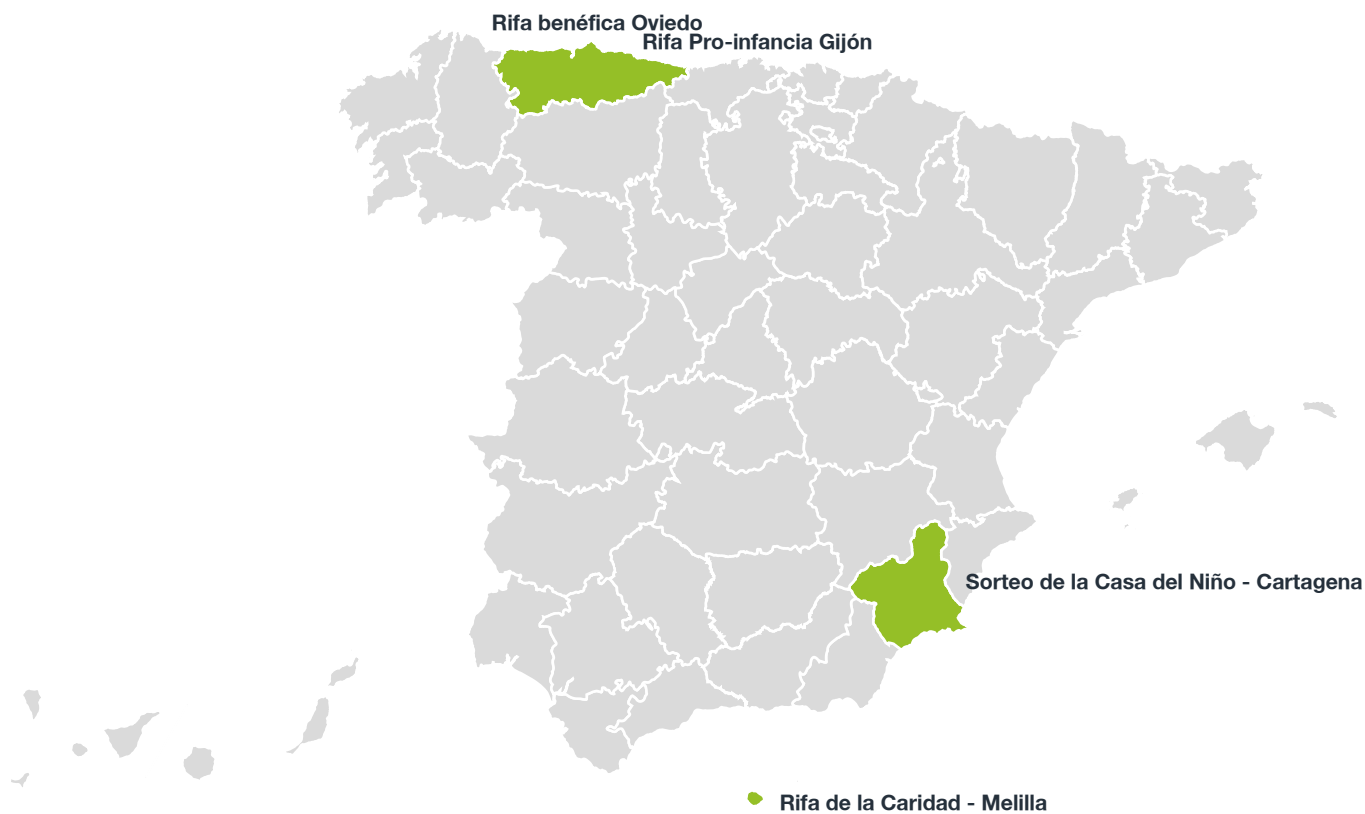 Rifa benéfica Oviedo
Rifa Pro-infancia Gijón
Sorteo de la Casa del Niño - Cartagena
Rifa de la Caridad - Melilla